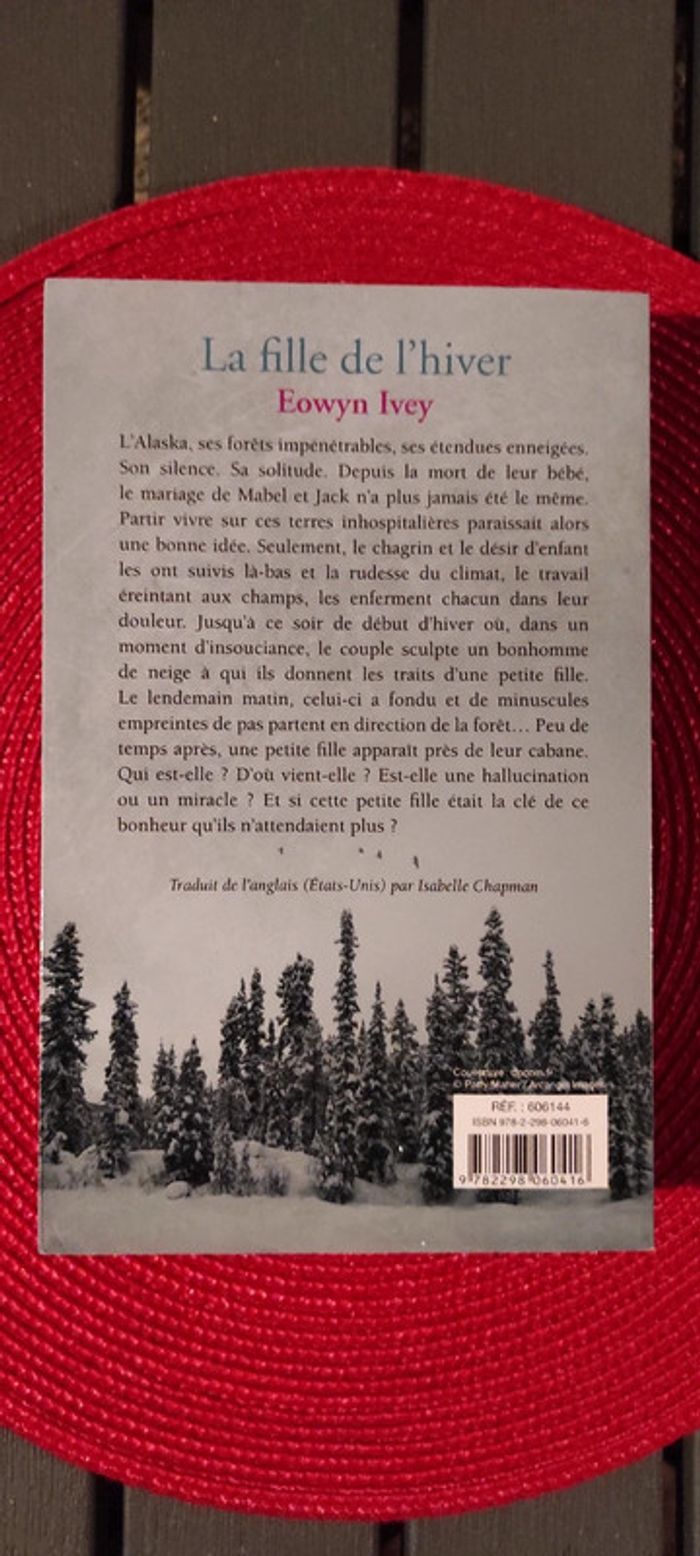 La fille de l'hiver
Eowyn Ivey
L'Alaska, ses forêts impénétrables, ses étendues enneigées.
Son silence. Sa solitude. Depuis la mort de leur bébé,
le mariage de Mabel et Jack n'a plus jamais été le même.
Partir vivre sur ces terres inhospitalières paraissait alors
une bonne idée. Seulement, le chagrin et le désir d'enfant
les ont suivis là-bas et la rudesse du climat, le travail
éreintant aux champs, les enferment chacun dans leur
douleur. Jusqu'à ce soir de début d'hiver où, dans un
moment d'insouciance, le couple sculpte un bonhomme
de neige à qui ils donnent les traits d'une petite fille.
Le lendemain matin, celui-ci a fondu et de minuscules
empreintes de pas partent en direction de la forêt... Peu de
temps après, une petite fille apparaît près de leur cabane.
Qui est-elle ? D'où vient-elle ? Est-elle une hallucination
ou un miracle ? Et si cette petite fille était la clé de ce
bonheur qu'ils n'attendaient plus ?
Traduit de l'anglais (États-Unis) par Isabelle Chapman
Couverture :
© Images
RÉF. : 606144
ISBN 978-2-298-06041-6
9 782298 060416